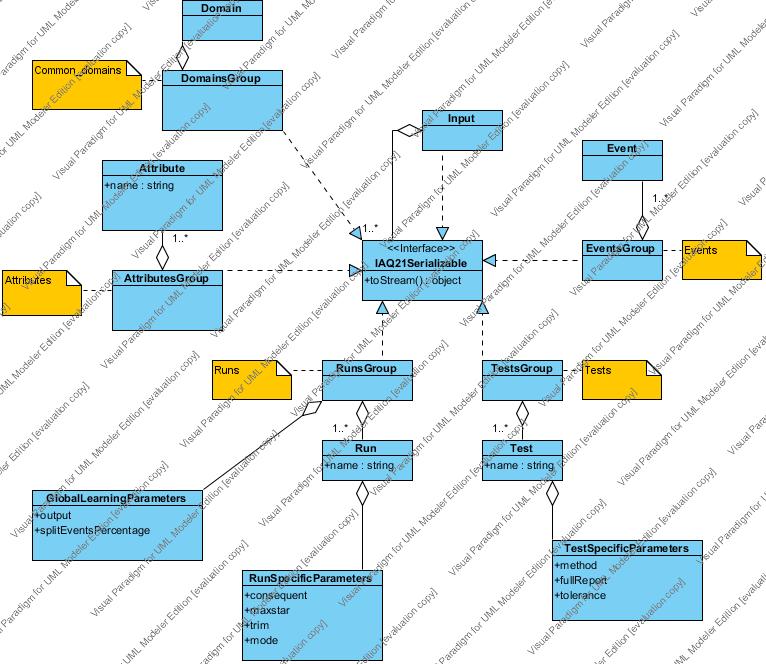 Domain
Common_domains
DomainsGroup
Input
Event
Attribute
+name : string
1..*
1..*
1..*
<<Interface>>
IAQ21Serializable
+toStream() : object
EventsGroup
Events
Attributes
AttributesGroup
Runs
RunsGroup
TestsGroup
Tests
1..*
1..*
Run
+name : string
Test
+name : string
GlobalLearningParameters
+output
+splitEventsPercentage
TestSpecificParameters
+method
+fullReport
+tolerance
RunSpecificParameters
+consequent
+maxstar
+trim
+mode
Visual Paradigm for UML Modeler Edition [evaluation copy]